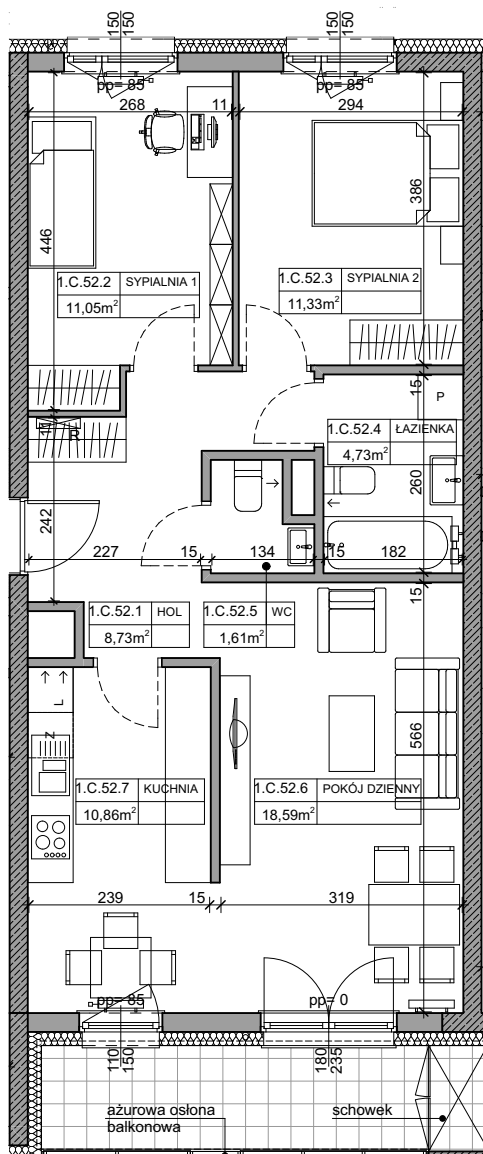 150
150
150
150
pp= 85
pp= 85
268
11
294
446
386
1.C.52.2 SYPIALNIA 1
11,05m²
1.C.52.3 SYPIALNIA 2
11,33m²
15
P
R
1.C.52.4 ŁAZIENKA
4,73m²
260
242
227
15
134
15
182
15
1.C.52.1 HOL
8,73m²
1.C.52.5 WC
1,61m²
L
Z
566
1.C.52.7 KUCHNIA
10,86m²
1.C.52.6 POKÓJ DZIENNY
18,59m²
239
15
319
pp= 85
pp= 0
110
150
180
235
ażurowa osłona
balkonowa
schowek